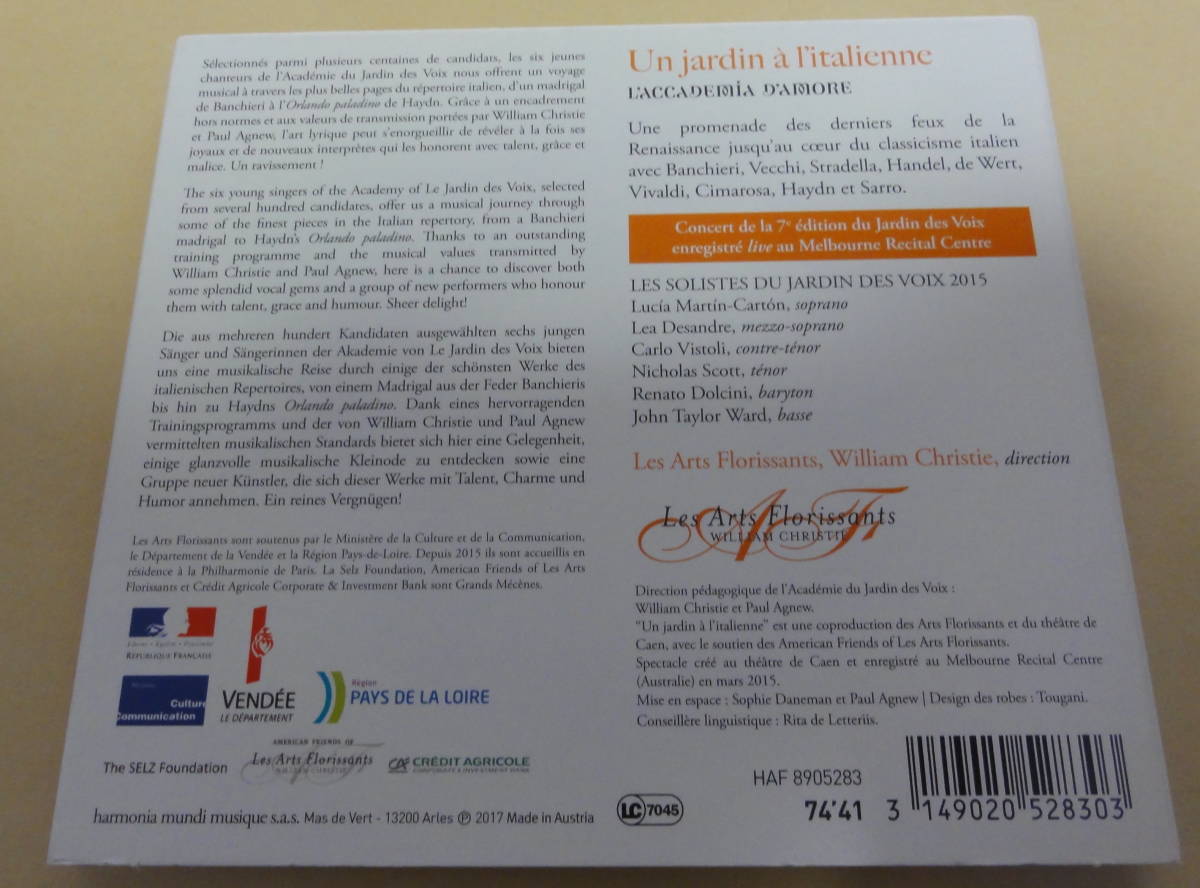 Sélectionnés parmi plusieurs centaines de candidats, les six jeunes
chanteurs de l'Académie du Jardin des Voix nous offrent un voyage
musical à travers les plus belles pages du répertoire italien, d'un madrigal
de Banchieri à l'Orlando paladino de Haydn. Grâce à un encadrement
hors normes et aux valeurs de transmission portées par William Christie
et Paul Agnew, l'art lyrique peut s'enorgueillir de révéler à la fois ses
joyaux et de nouveaux interprètes qui les honorent avec talent, grâce et
malice. Un ravissement !
The six young singers of the Academy of Le Jardin des Voix, selected
from several hundred candidates, offer us a musical journey through
some of the finest pieces in the Italian repertory, from a Banchieri
madrigal to Haydn's Orlando paladino. Thanks to an outstanding
training programme and the musical values transmitted by
William Christie and Paul Agnew, here is a chance to discover both
some splendid vocal gems and a group of new performers who honour
them with talent, grace and humour. Sheer delight!
Die aus mehreren hundert Kandidaten ausgewählten sechs jungen
Sänger und Sängerinnen der Akademie von Le Jardin des Voix bieten
uns eine musikalische Reise durch einige der schönsten Werke des
italienischen Repertoires, von einem Madrigal aus der Feder Banchieris
bis hin zu Haydns Orlando paladino. Dank eines hervorragenden
Trainingsprogramms und der von William Christie und Paul Agnew
vermittelten musikalischen Standards bietet sich hier eine Gelegenheit,
einige glanzvolle musikalische Kleinode zu entdecken sowie eine
Gruppe neuer Künstler, die sich dieser Werke mit Talent, Charme und
Humor annehmen. Ein reines Vergnügen!
Les Arts Florissants sont soutenus par le Ministère de la Culture et de la Communication,
le Département de la Vendée et la Région Pays-de-Loire. Depuis 2015 ils sont accueillis en
résidence à la Philharmonie de Paris. La Selz Foundation, American Friends of Les Arts
Florissants et Crédit Agricole Corporate & Investment Bank sont Grands Mécènes.
Liberté • Égalité • Fraternité
RÉPUBLIQUE FRANÇAISE
Culture
Communication
VENDÉE
LE DÉPARTEMENT
Région
PAYS DE LA LOIRE
The SELZ Foundation
AMERICAN FRIENDS OF
Les Arts Florissants
WILLIAM CHRISTIE
CRÉDIT AGRICOLE
CORPORATE & INVESTMENT BANK
harmonia mundi musique s.a.s. Mas de Vert - 13200 Arles ℗ 2017 Made in Austria
Un jardin à l'italienne
L'ACCADEMIA D'AMORE
Une promenade des derniers feux de la
Renaissance jusqu'au cœur du classicisme italien
avec Banchieri, Vecchi, Stradella, Handel, de Wert,
Vivaldi, Cimarosa, Haydn et Sarro.
Concert de la 7e édition du Jardin des Voix
enregistré live au Melbourne Recital Centre
LES SOLISTES DU JARDIN DES VOIX 2015
Lucía Martín-Cartón, soprano
Lea Desandre, mezzo-soprano
Carlo Vistoli, contre-ténor
Nicholas Scott, ténor
Renato Dolcini, baryton
John Taylor Ward, basse
Les Arts Florissants, William Christie, direction
Les Arts Florissants
WILLIAM CHRISTIE
Direction pédagogique de l'Académie du Jardin des Voix :
William Christie et Paul Agnew.
"Un jardin à l'italienne" est une coproduction des Arts Florissants et du théâtre de
Caen, avec le soutien des American Friends of Les Arts Florissants.
Spectacle créé au théâtre de Caen et enregistré au Melbourne Recital Centre
(Australie) en mars 2015.
Mise en espace : Sophie Daneman et Paul Agnew | Design des robes : Tougani.
Conseillère linguistique : Rita de Letteriis.
HAF 8905283
LC 7045
74'41
3 149020 528303